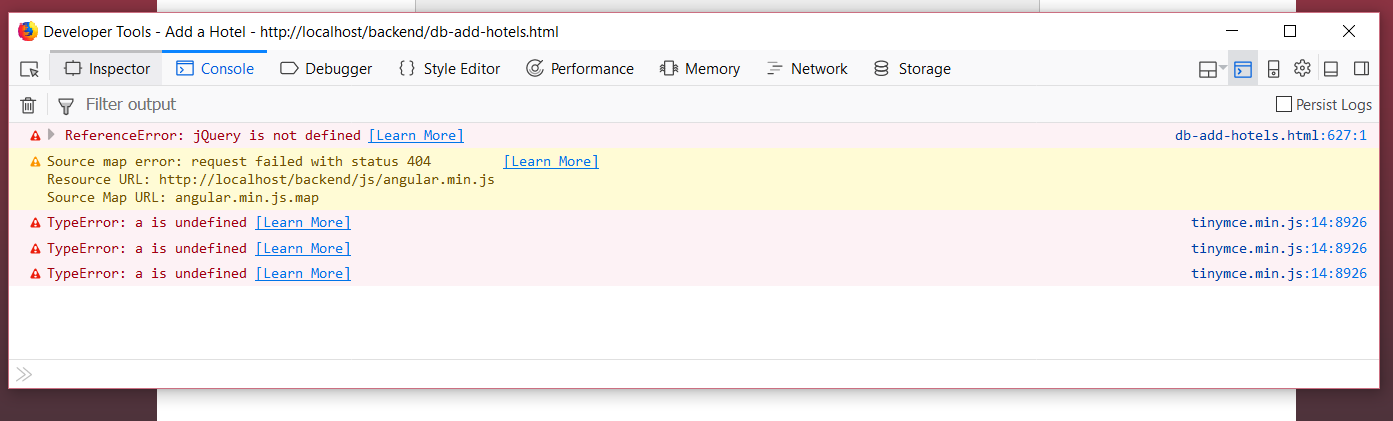 Developer Tools - Add a Hotel - http://localhost/backend/db-add-hotels.html
Inspector Console Debugger Style Editor Performance Memory Network Storage
Filter output Persist Logs
ReferenceError: jQuery is not defined [Learn More] db-add-hotels.html:627:1
Source map error: request failed with status 404 [Learn More]
Resource URL: http://localhost/backend/js/angular.min.js
Source Map URL: angular.min.js.map
TypeError: a is undefined [Learn More] tinymce.min.js:14:8926
TypeError: a is undefined [Learn More] tinymce.min.js:14:8926
TypeError: a is undefined [Learn More] tinymce.min.js:14:8926